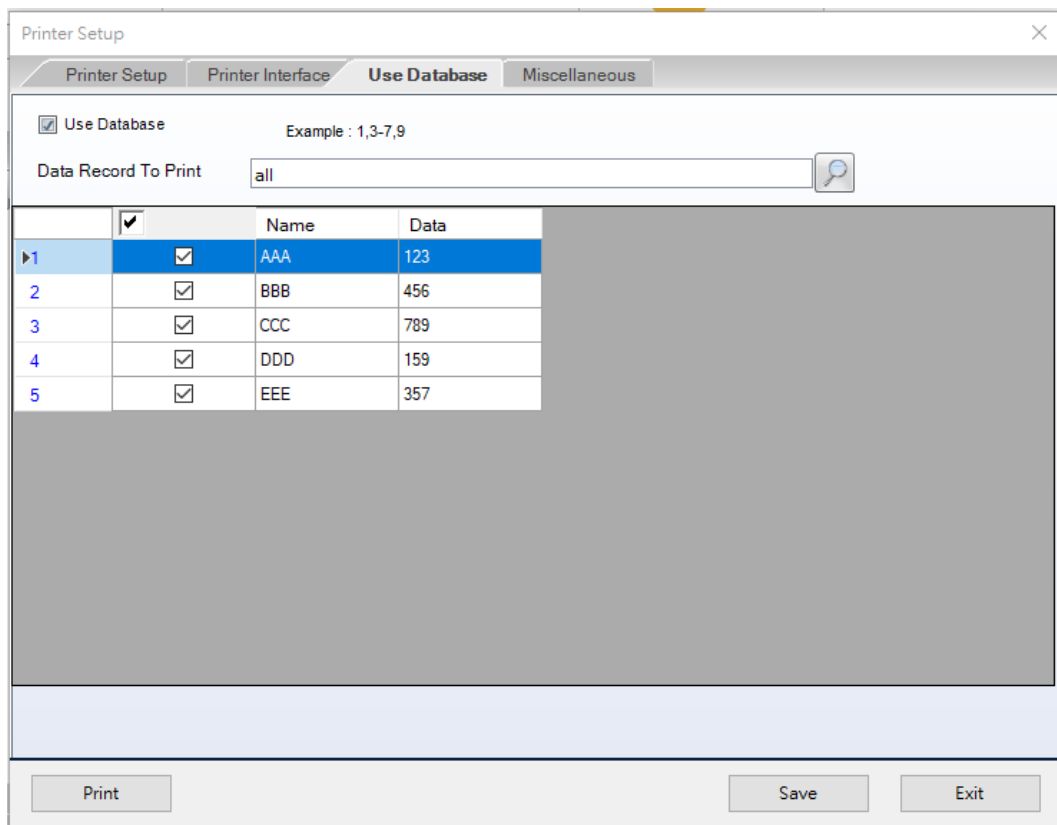 Printer Setup
Printer Setup Printer Interface Use Database Miscellaneous
Use Database Example : 1,3-7,9
Data Record To Print all
Name Data
1 AAA 123
2 BBB 456
3 CCC 789
4 DDD 159
5 EEE 357
Print Save Exit